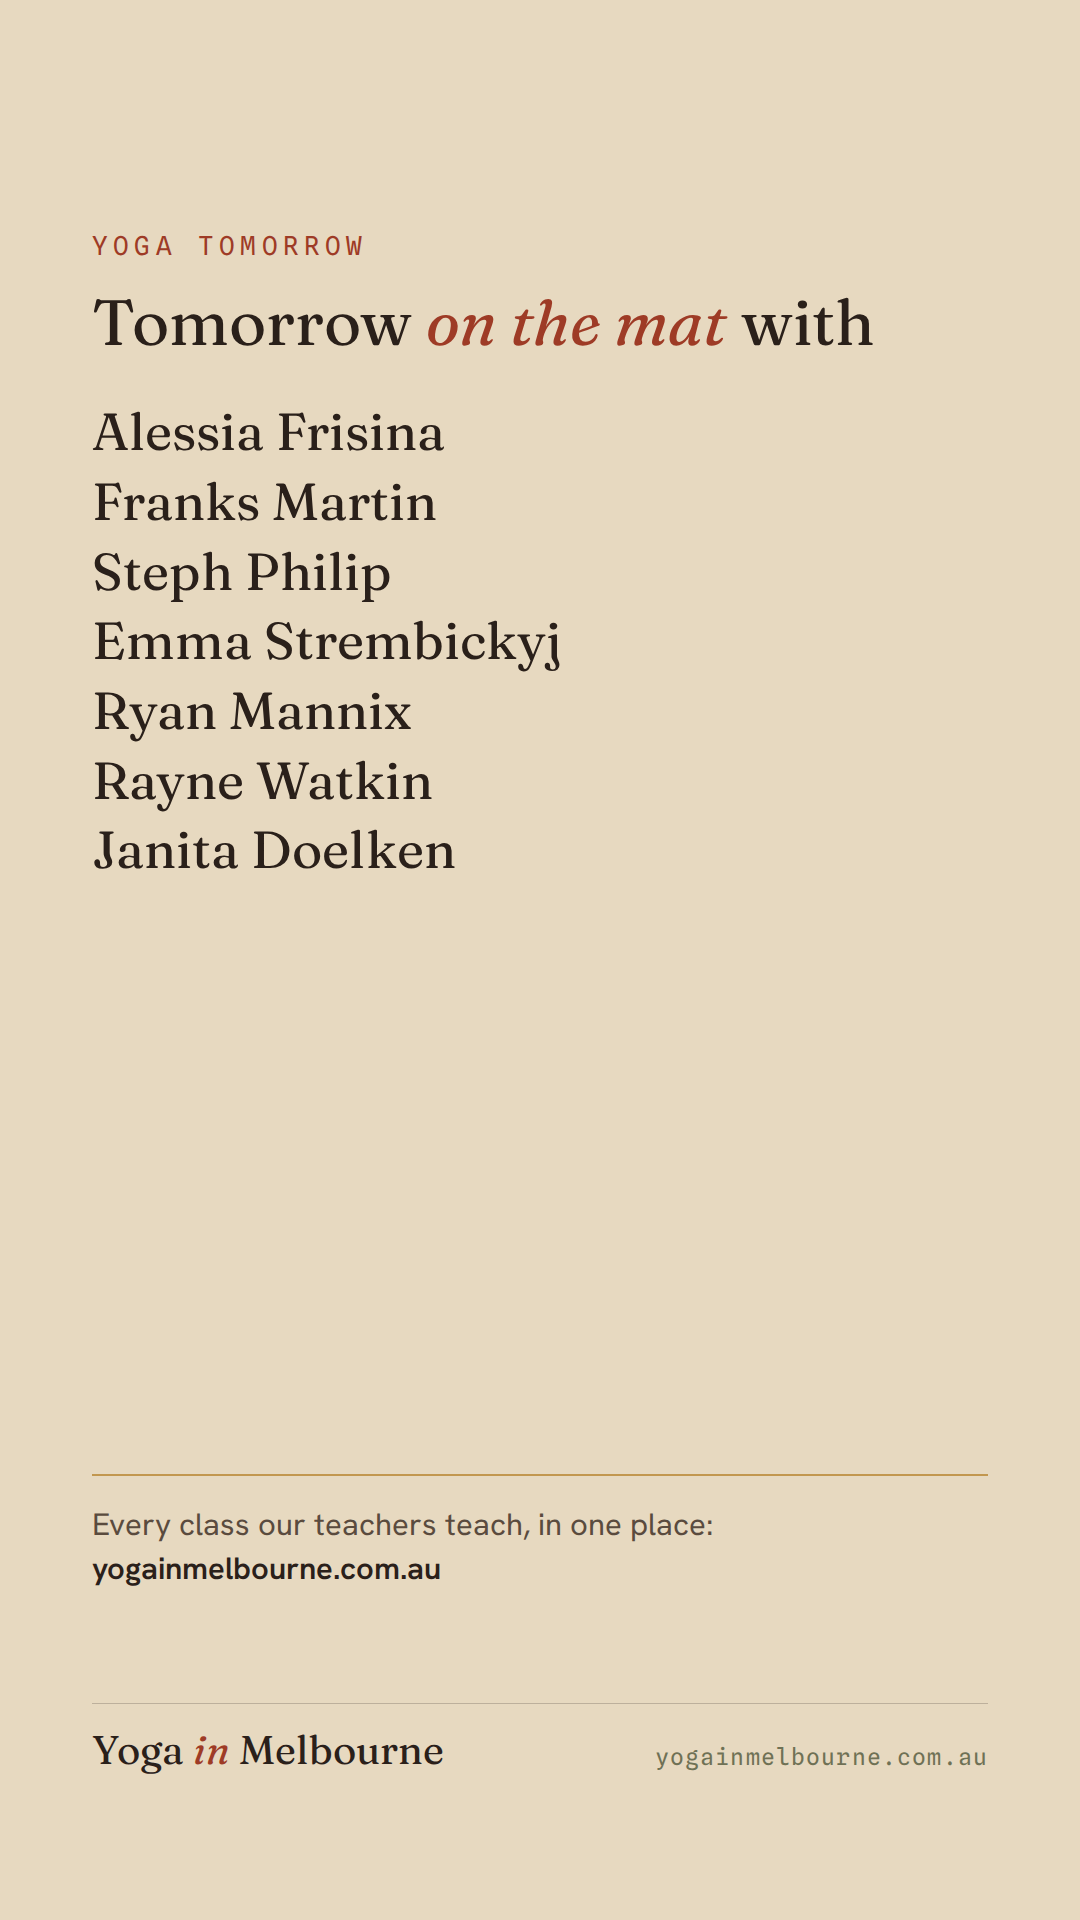 YOGA TOMORROW
Tomorrow on the mat with
Alessia Frisina
Franks Martin
Steph Philip
Emma Strembickyj
Ryan Mannix
Rayne Watkin
Janita Doelken
Every class our teachers teach, in one place:
yogainmelbourne.com.au
Yoga in Melbourne
yogainmelbourne.com.au